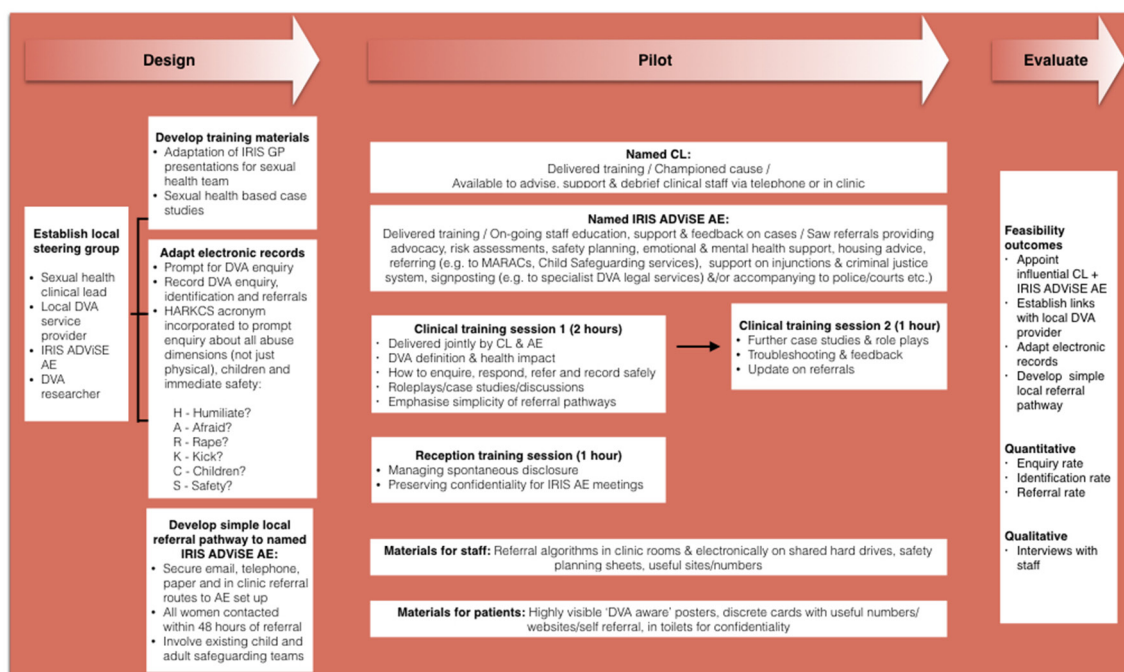 Design
Pilot
Evaluate
Establish local
steering group
• Sexual health
clinical lead
• Local DVA
service
provider
• IRIS ADViSE
AE
• DVA
researcher
Develop training materials
• Adaptation of IRIS GP
presentations for sexual
health team
• Sexual health based case
studies
Adapt electronic records
• Prompt for DVA enquiry
• Record DVA enquiry,
identification and referrals
• HARKCS acronym
incorporated to prompt
enquiry about all abuse
dimensions (not just
physical), children and
immediate safety:
H - Humiliate?
A - Afraid?
R - Rape?
K - Kick?
C - Children?
S - Safety?
Develop simple local
referral pathway to named
IRIS ADViSE AE:
• Secure email, telephone,
paper and in clinic referral
routes to AE set up
• All women contacted
within 48 hours of referral
• Involve existing child and
adult safeguarding teams
Named CL:
Delivered training / Championed cause /
Available to advise, support & debrief clinical staff via telephone or in clinic
Named IRIS ADViSE AE:
Delivered training / On-going staff education, support & feedback on cases / Saw referrals providing
advocacy, risk assessments, safety planning, emotional & mental health support, housing advice,
referring (e.g. to MARACs, Child Safeguarding services), support on injunctions & criminal justice
system, signposting (e.g. to specialist DVA legal services) &/or accompanying to police/courts etc.)
Clinical training session 1 (2 hours)
• Delivered jointly by CL & AE
• DVA definition & health impact
• How to enquire, respond, refer and record safely
• Roleplays/case studies/discussions
• Emphasise simplicity of referral pathways
Clinical training session 2 (1 hour)
• Further case studies & role plays
• Troubleshooting & feedback
• Update on referrals
Reception training session (1 hour)
• Managing spontaneous disclosure
• Preserving confidentiality for IRIS AE meetings
Materials for staff: Referral algorithms in clinic rooms & electronically on shared hard drives, safety
planning sheets, useful sites/numbers
Materials for patients: Highly visible 'DVA aware' posters, discrete cards with useful numbers/
websites/self referral, in toilets for confidentiality
Feasibility
outcomes
· Appoint
influential CL +
IRIS ADViSE AE
· Establish links
with local DVA
provider
· Adapt electronic
records
· Develop simple
local referral
pathway
Quantitative
· Enquiry rate
· Identification rate
· Referral rate
Qualitative
· Interviews with
staff